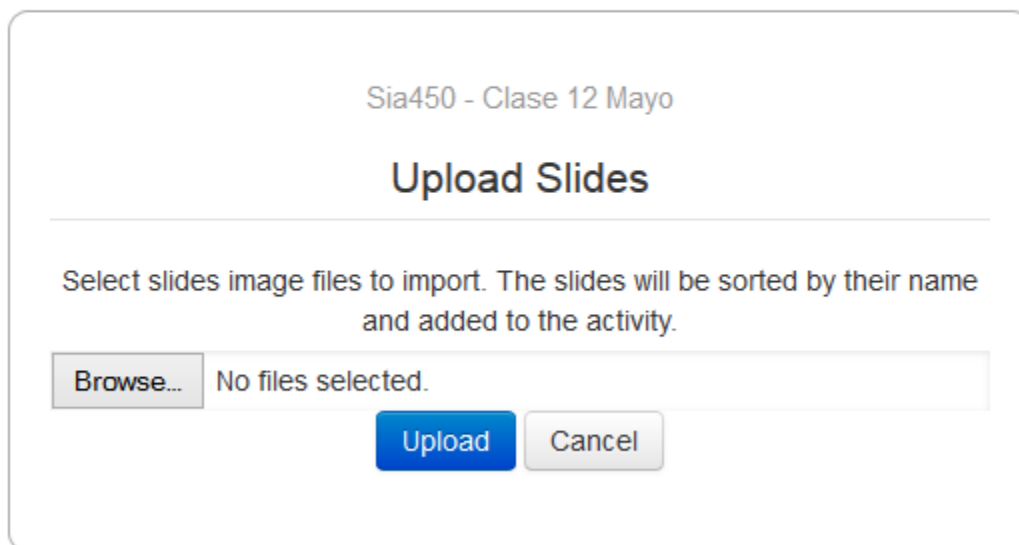 Sia450 - Clase 12 Mayo
Upload Slides
Select slides image files to import. The slides will be sorted by their name
and added to the activity.
Browse... No files selected.
Upload Cancel